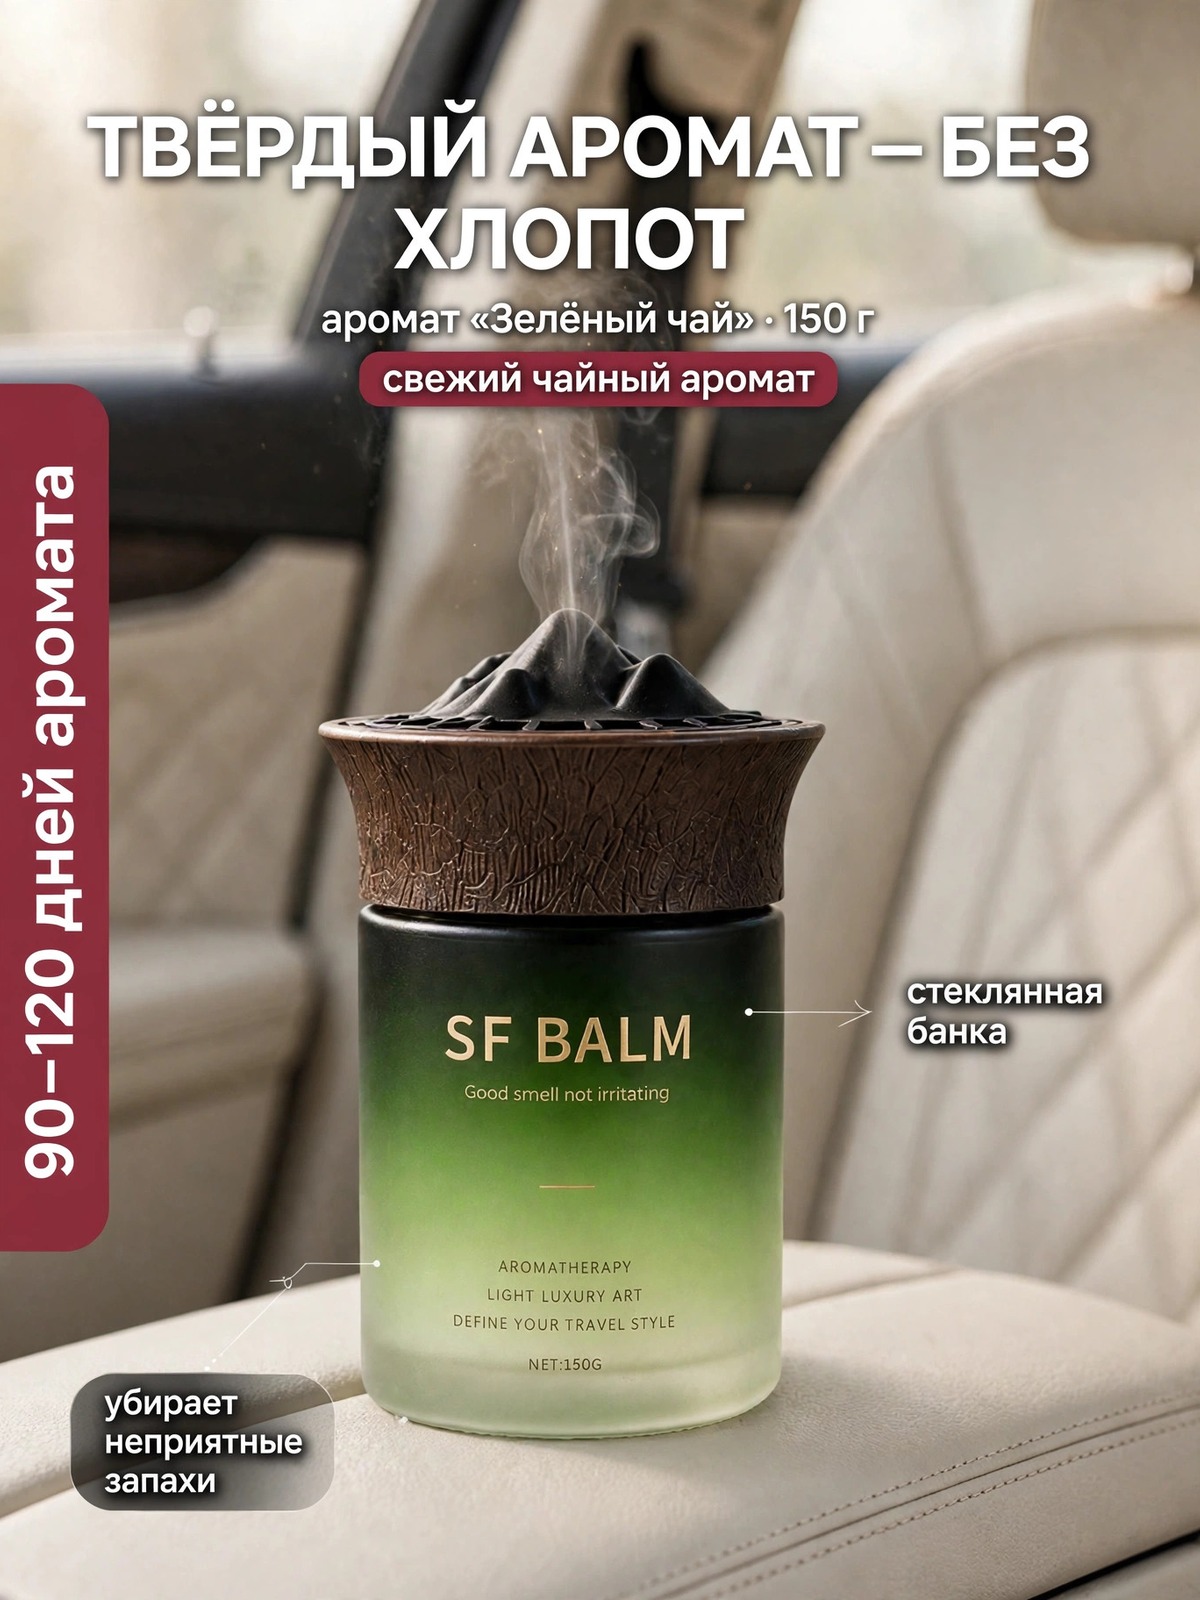 ТВЁРДЫЙ АРОМАТ – БЕЗ
ХЛОПОТ
аромат «Зелёный чай» · 150 г
свежий чайный аромат
90–120 дней аромата
SF BALM
Good smell not irritating
стеклянная
банка
AROMATHERAPY
LIGHT LUXURY ART
DEFINE YOUR TRAVEL STYLE
NET:150G
убирает
неприятные
запахи